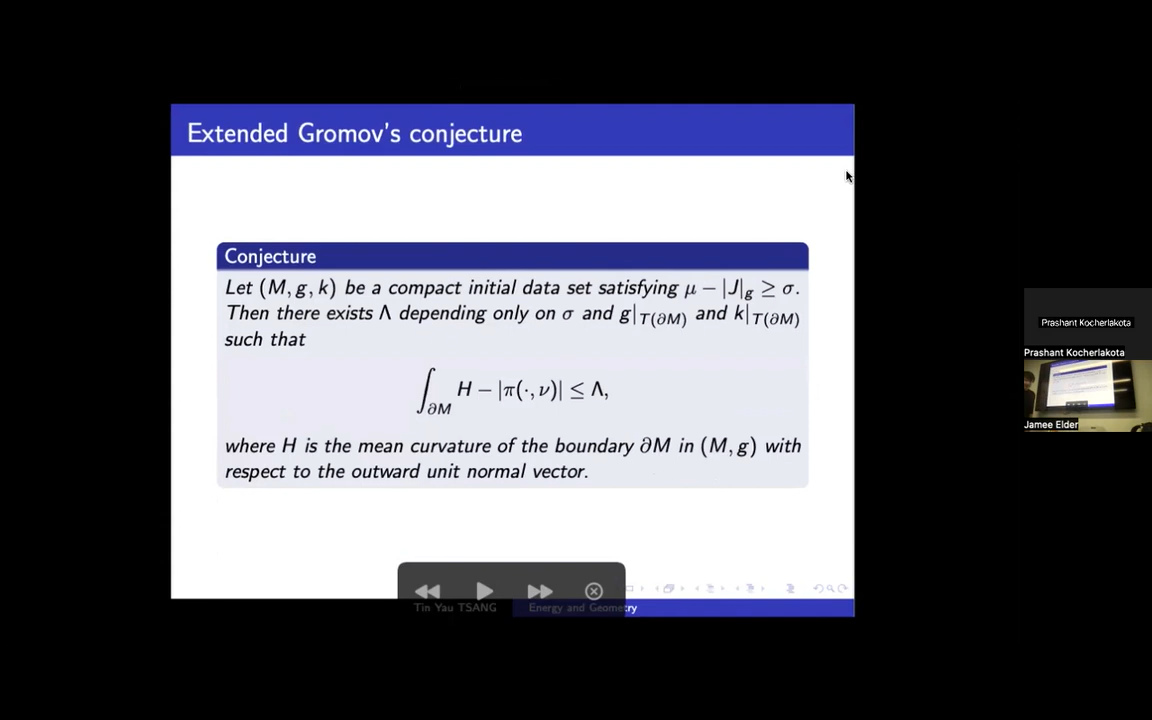 Extended Gromov's conjecture
Conjecture
Let (M, g, k) be a compact initial data set satisfying μ − |J|_g ≥ σ.
Then there exists Λ depending only on σ and g|_{T(∂M)} and k|_{T(∂M)}
such that
∫_{∂M} H − |π(·, ν)| ≤ Λ,
where H is the mean curvature of the boundary ∂M in (M, g) with
respect to the outward unit normal vector.
Tin Yau TSANG Energy and Geometry
Prashant Kocherlakota
Prashant Kocherlakota
Jamee Elder